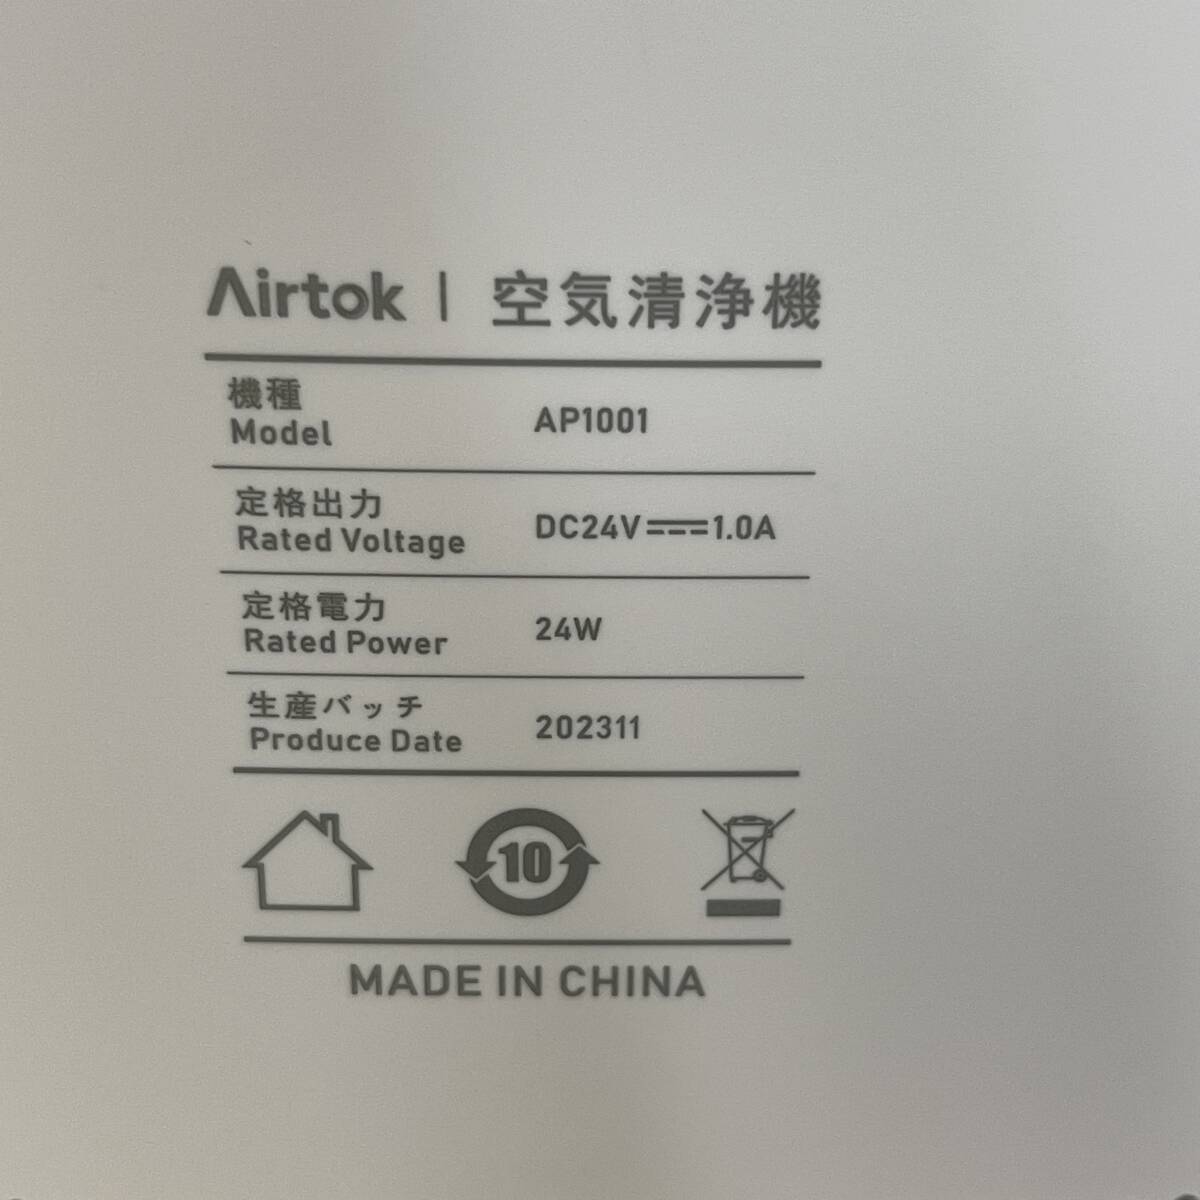 Airtok | 空気清浄機
機種
Model
AP1001
定格出力
Rated Voltage
DC24V⎓1.0A
定格電力
Rated Power
24W
生産バッチ
Produce Date
202311
10
MADE IN CHINA